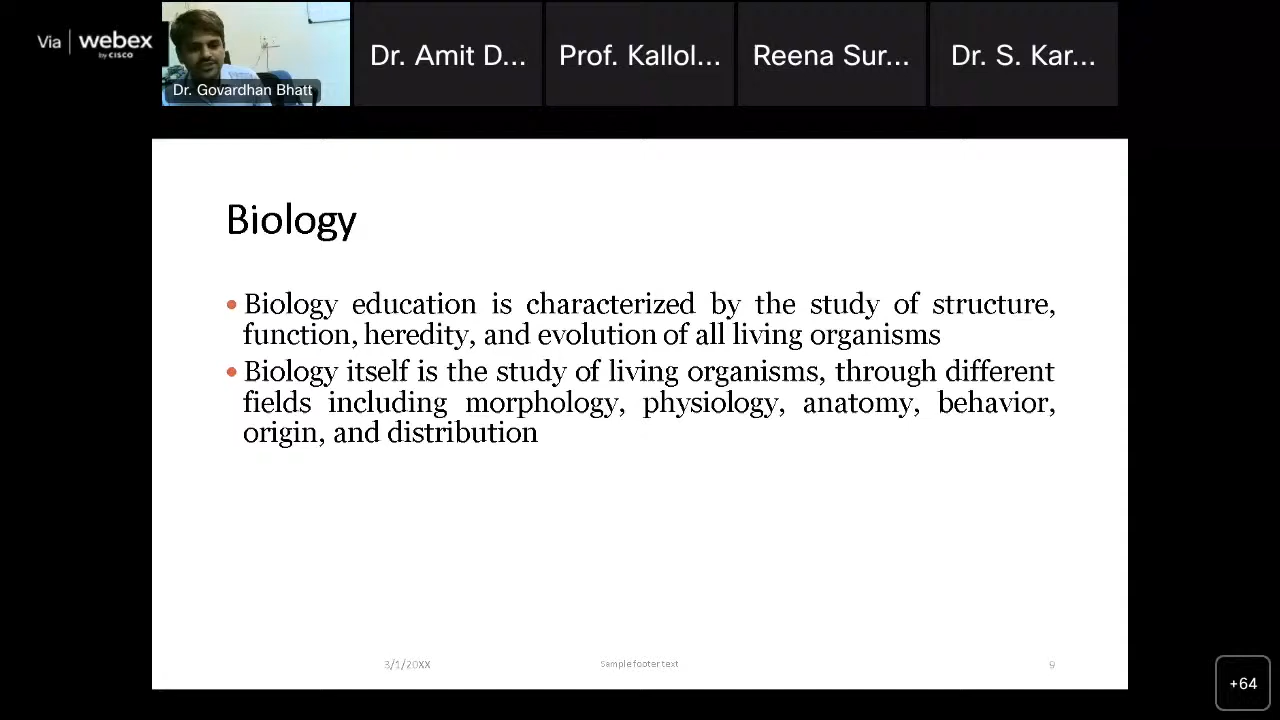 Via | webex
by CISCO
Dr. Govardhan Bhatt
Dr. Amit D...
Prof. Kallol...
Reena Sur...
Dr. S. Kar...
Biology
• Biology education is characterized by the study of structure,
function, heredity, and evolution of all living organisms
• Biology itself is the study of living organisms, through different
fields including morphology, physiology, anatomy, behavior,
origin, and distribution
3/1/20XX
Sample footer text
9
+64